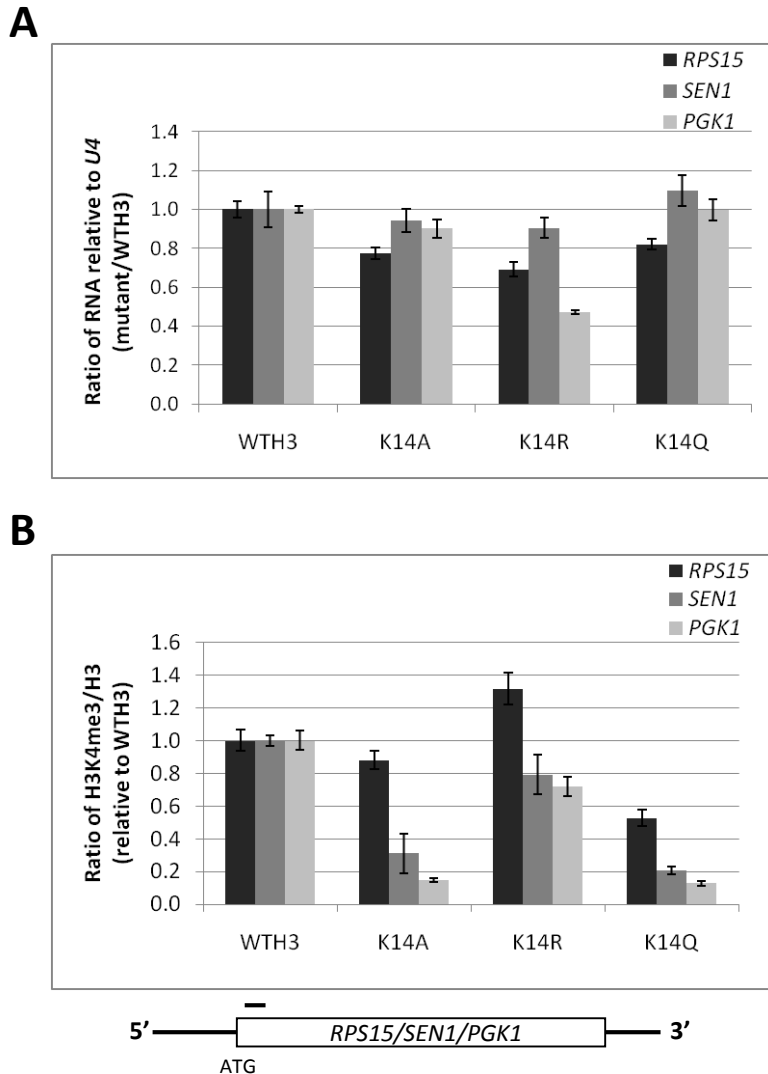 A
RPS15
SEN1
PGK1
Ratio of RNA relative to U4
(mutant/WTH3)
1.4
1.2
1.0
0.8
0.6
0.4
0.2
0.0
WTH3 K14A K14R K14Q
B
RPS15
SEN1
PGK1
Ratio of H3K4me3/H3
(relative to WTH3)
1.6
1.4
1.2
1.0
0.8
0.6
0.4
0.2
0.0
WTH3 K14A K14R K14Q
5’ RPS15/SEN1/PGK1 3’
ATG